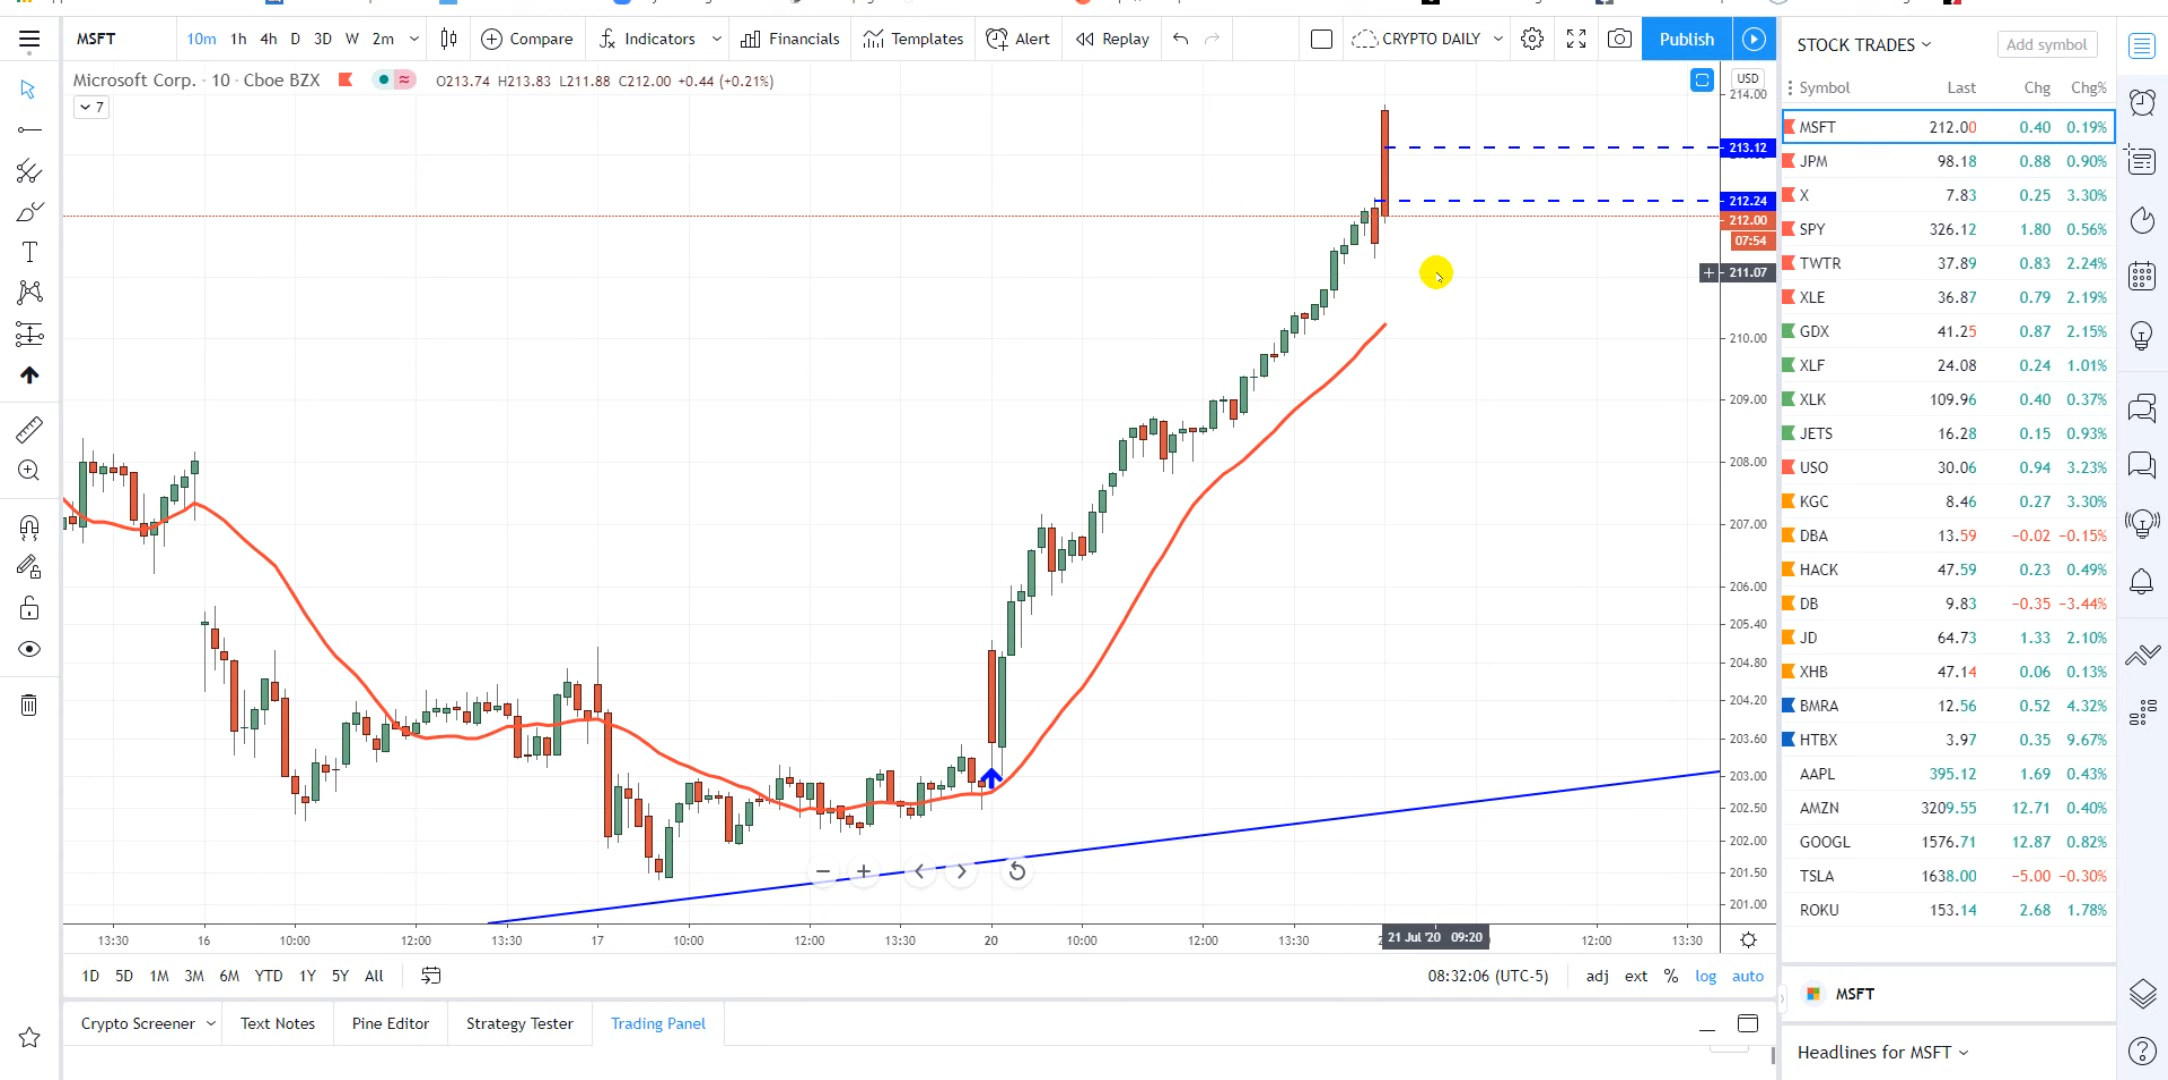 MSFT 10m 1h 4h D 3D W 2m Compare Indicators Financials Templates Alert Replay CRYPTO DAILY Publish
STOCK TRADES Add symbol
Microsoft Corp. · 10 · Cboe BZX O213.74 H213.83 L211.88 C212.00 +0.44 (+0.21%)
7
USD
214.00
213.12
212.24
212.00
07:54
211.07
210.00
209.00
208.00
207.00
206.00
205.40
204.80
204.20
203.60
203.00
202.50
202.00
201.50
201.00
13:30 16 10:00 12:00 13:30 17 10:00 12:00 13:30 20 10:00 12:00 13:30 21 Jul '20 09:20 12:00 13:30
1D 5D 1M 3M 6M YTD 1Y 5Y All 08:32:06 (UTC-5) adj ext % log auto
Crypto Screener Text Notes Pine Editor Strategy Tester Trading Panel
Symbol Last Chg Chg%
MSFT 212.00 0.40 0.19%
JPM 98.18 0.88 0.90%
X 7.83 0.25 3.30%
SPY 326.12 1.80 0.56%
TWTR 37.89 0.83 2.24%
XLE 36.87 0.79 2.19%
GDX 41.25 0.87 2.15%
XLF 24.08 0.24 1.01%
XLK 109.96 0.40 0.37%
JETS 16.28 0.15 0.93%
USO 30.06 0.94 3.23%
KGC 8.46 0.27 3.30%
DBA 13.59 −0.02 −0.15%
HACK 47.59 0.23 0.49%
DB 9.83 −0.35 −3.44%
JD 64.73 1.33 2.10%
XHB 47.14 0.06 0.13%
BMRA 12.56 0.52 4.32%
HTBX 3.97 0.35 9.67%
AAPL 395.12 1.69 0.43%
AMZN 3209.55 12.71 0.40%
GOOGL 1576.71 12.87 0.82%
TSLA 1638.00 −5.00 −0.30%
ROKU 153.14 2.68 1.78%
MSFT
Headlines for MSFT